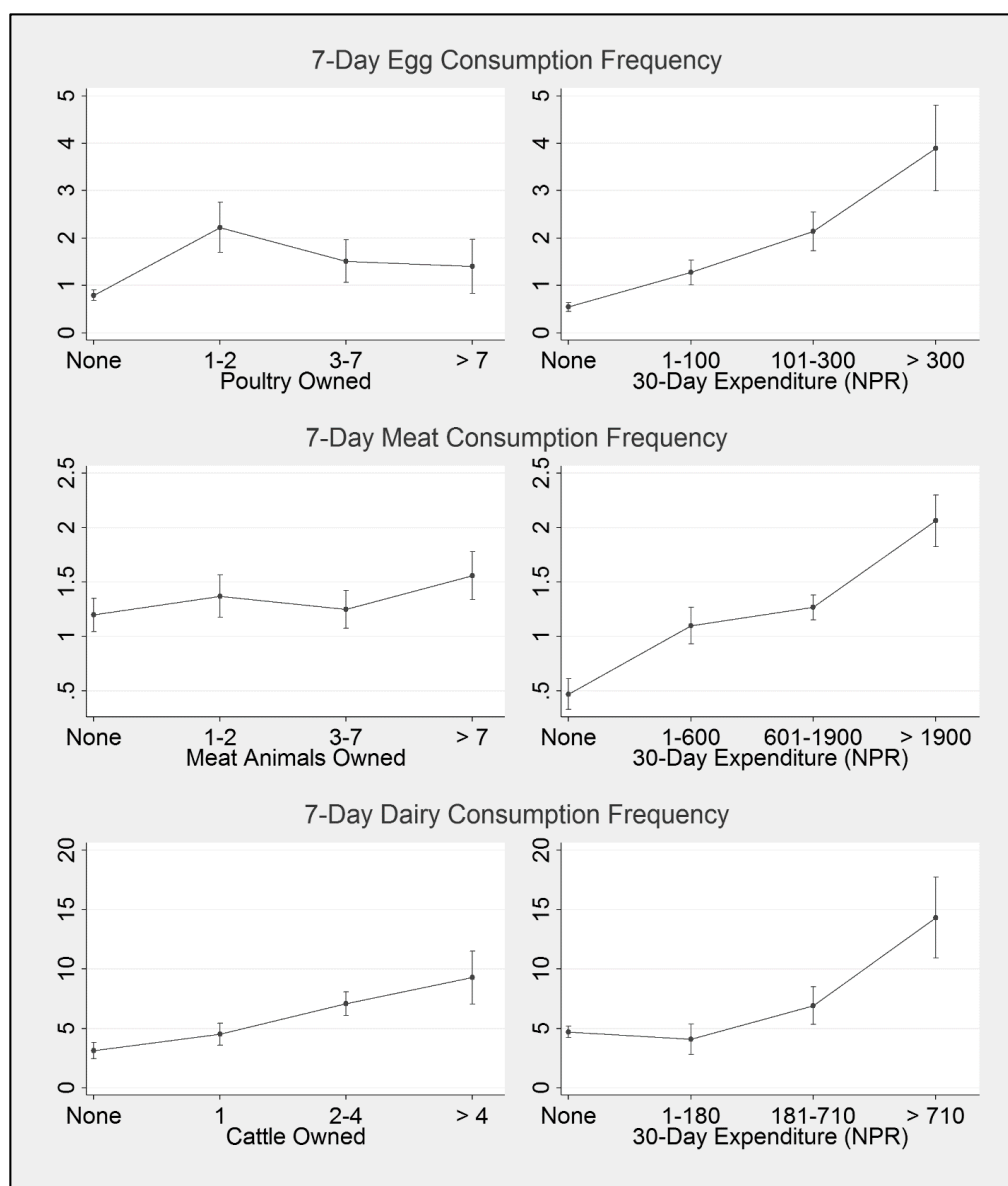 7-Day Egg Consumption Frequency
5
4
3
2
1
0
None 1-2 3-7 > 7
Poultry Owned
5
4
3
2
1
0
None 1-100 101-300 > 300
30-Day Expenditure (NPR)
7-Day Meat Consumption Frequency
2.5
2
1.5
1
.5
None 1-2 3-7 > 7
Meat Animals Owned
2.5
2
1.5
1
.5
None 1-600 601-1900 > 1900
30-Day Expenditure (NPR)
7-Day Dairy Consumption Frequency
20
15
10
5
0
None 1 2-4 > 4
Cattle Owned
20
15
10
5
0
None 1-180 181-710 > 710
30-Day Expenditure (NPR)